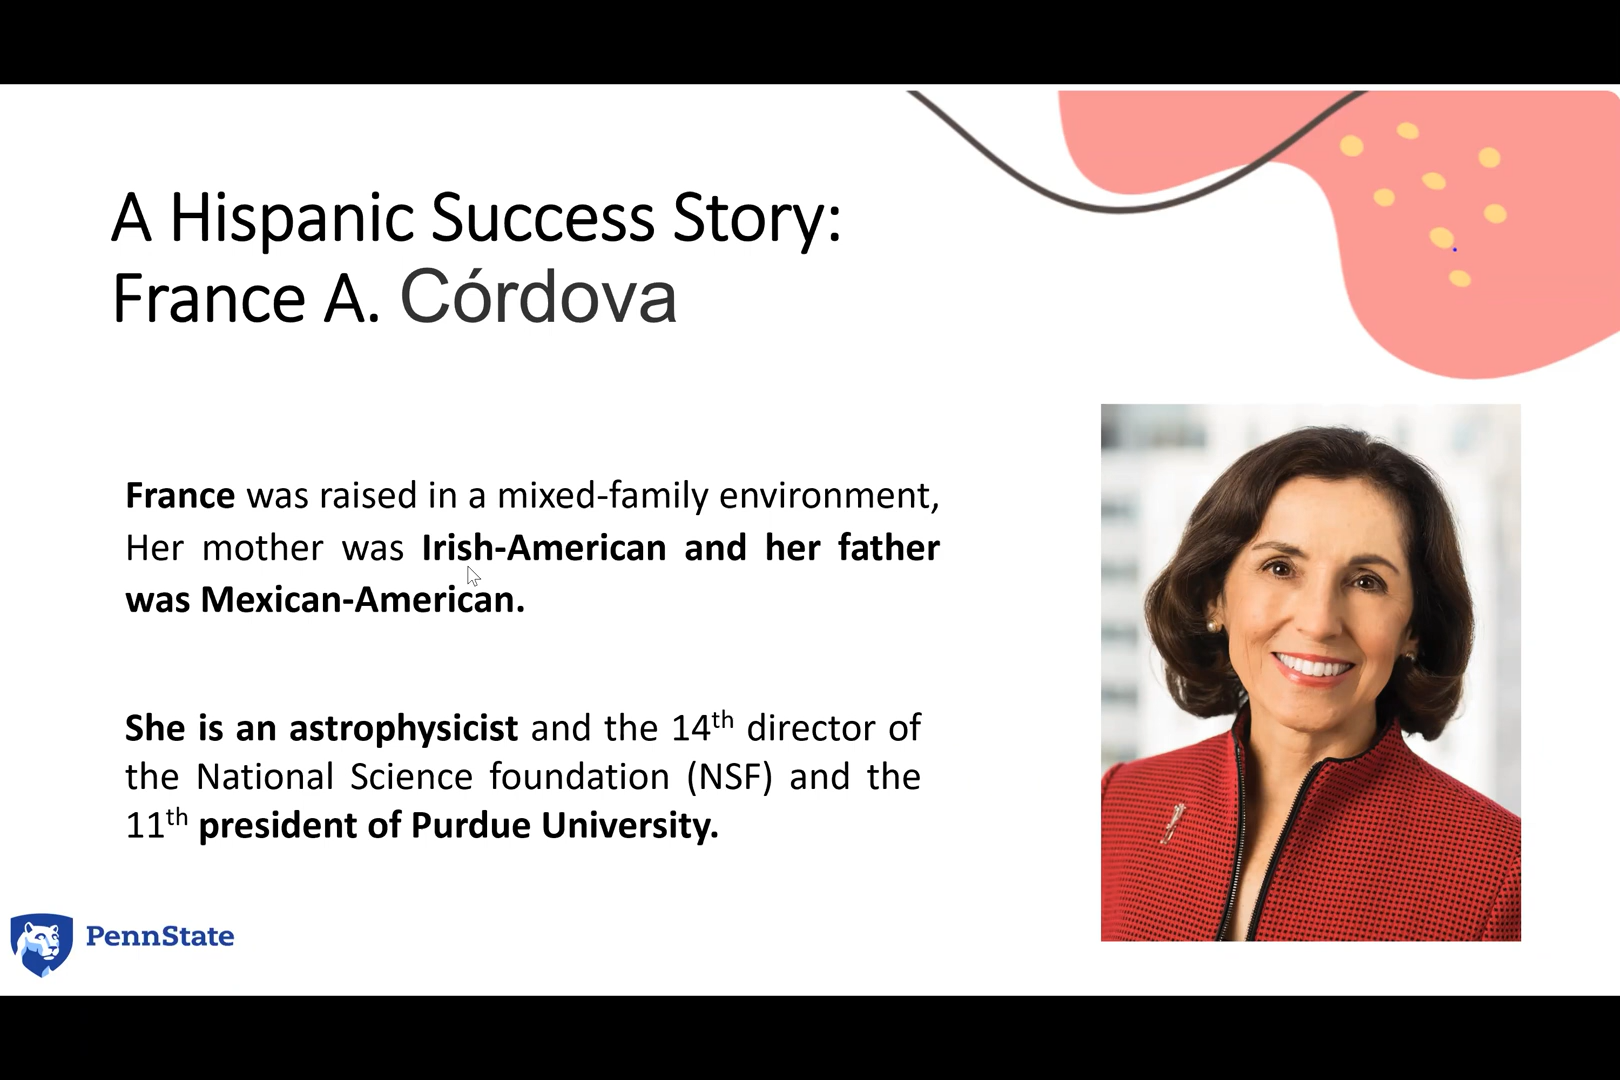 A Hispanic Success Story:
France A. Córdova
France was raised in a mixed-family environment,
Her mother was Irish-American and her father
was Mexican-American.
She is an astrophysicist and the 14th director of
the National Science foundation (NSF) and the
11th president of Purdue University.
PennState